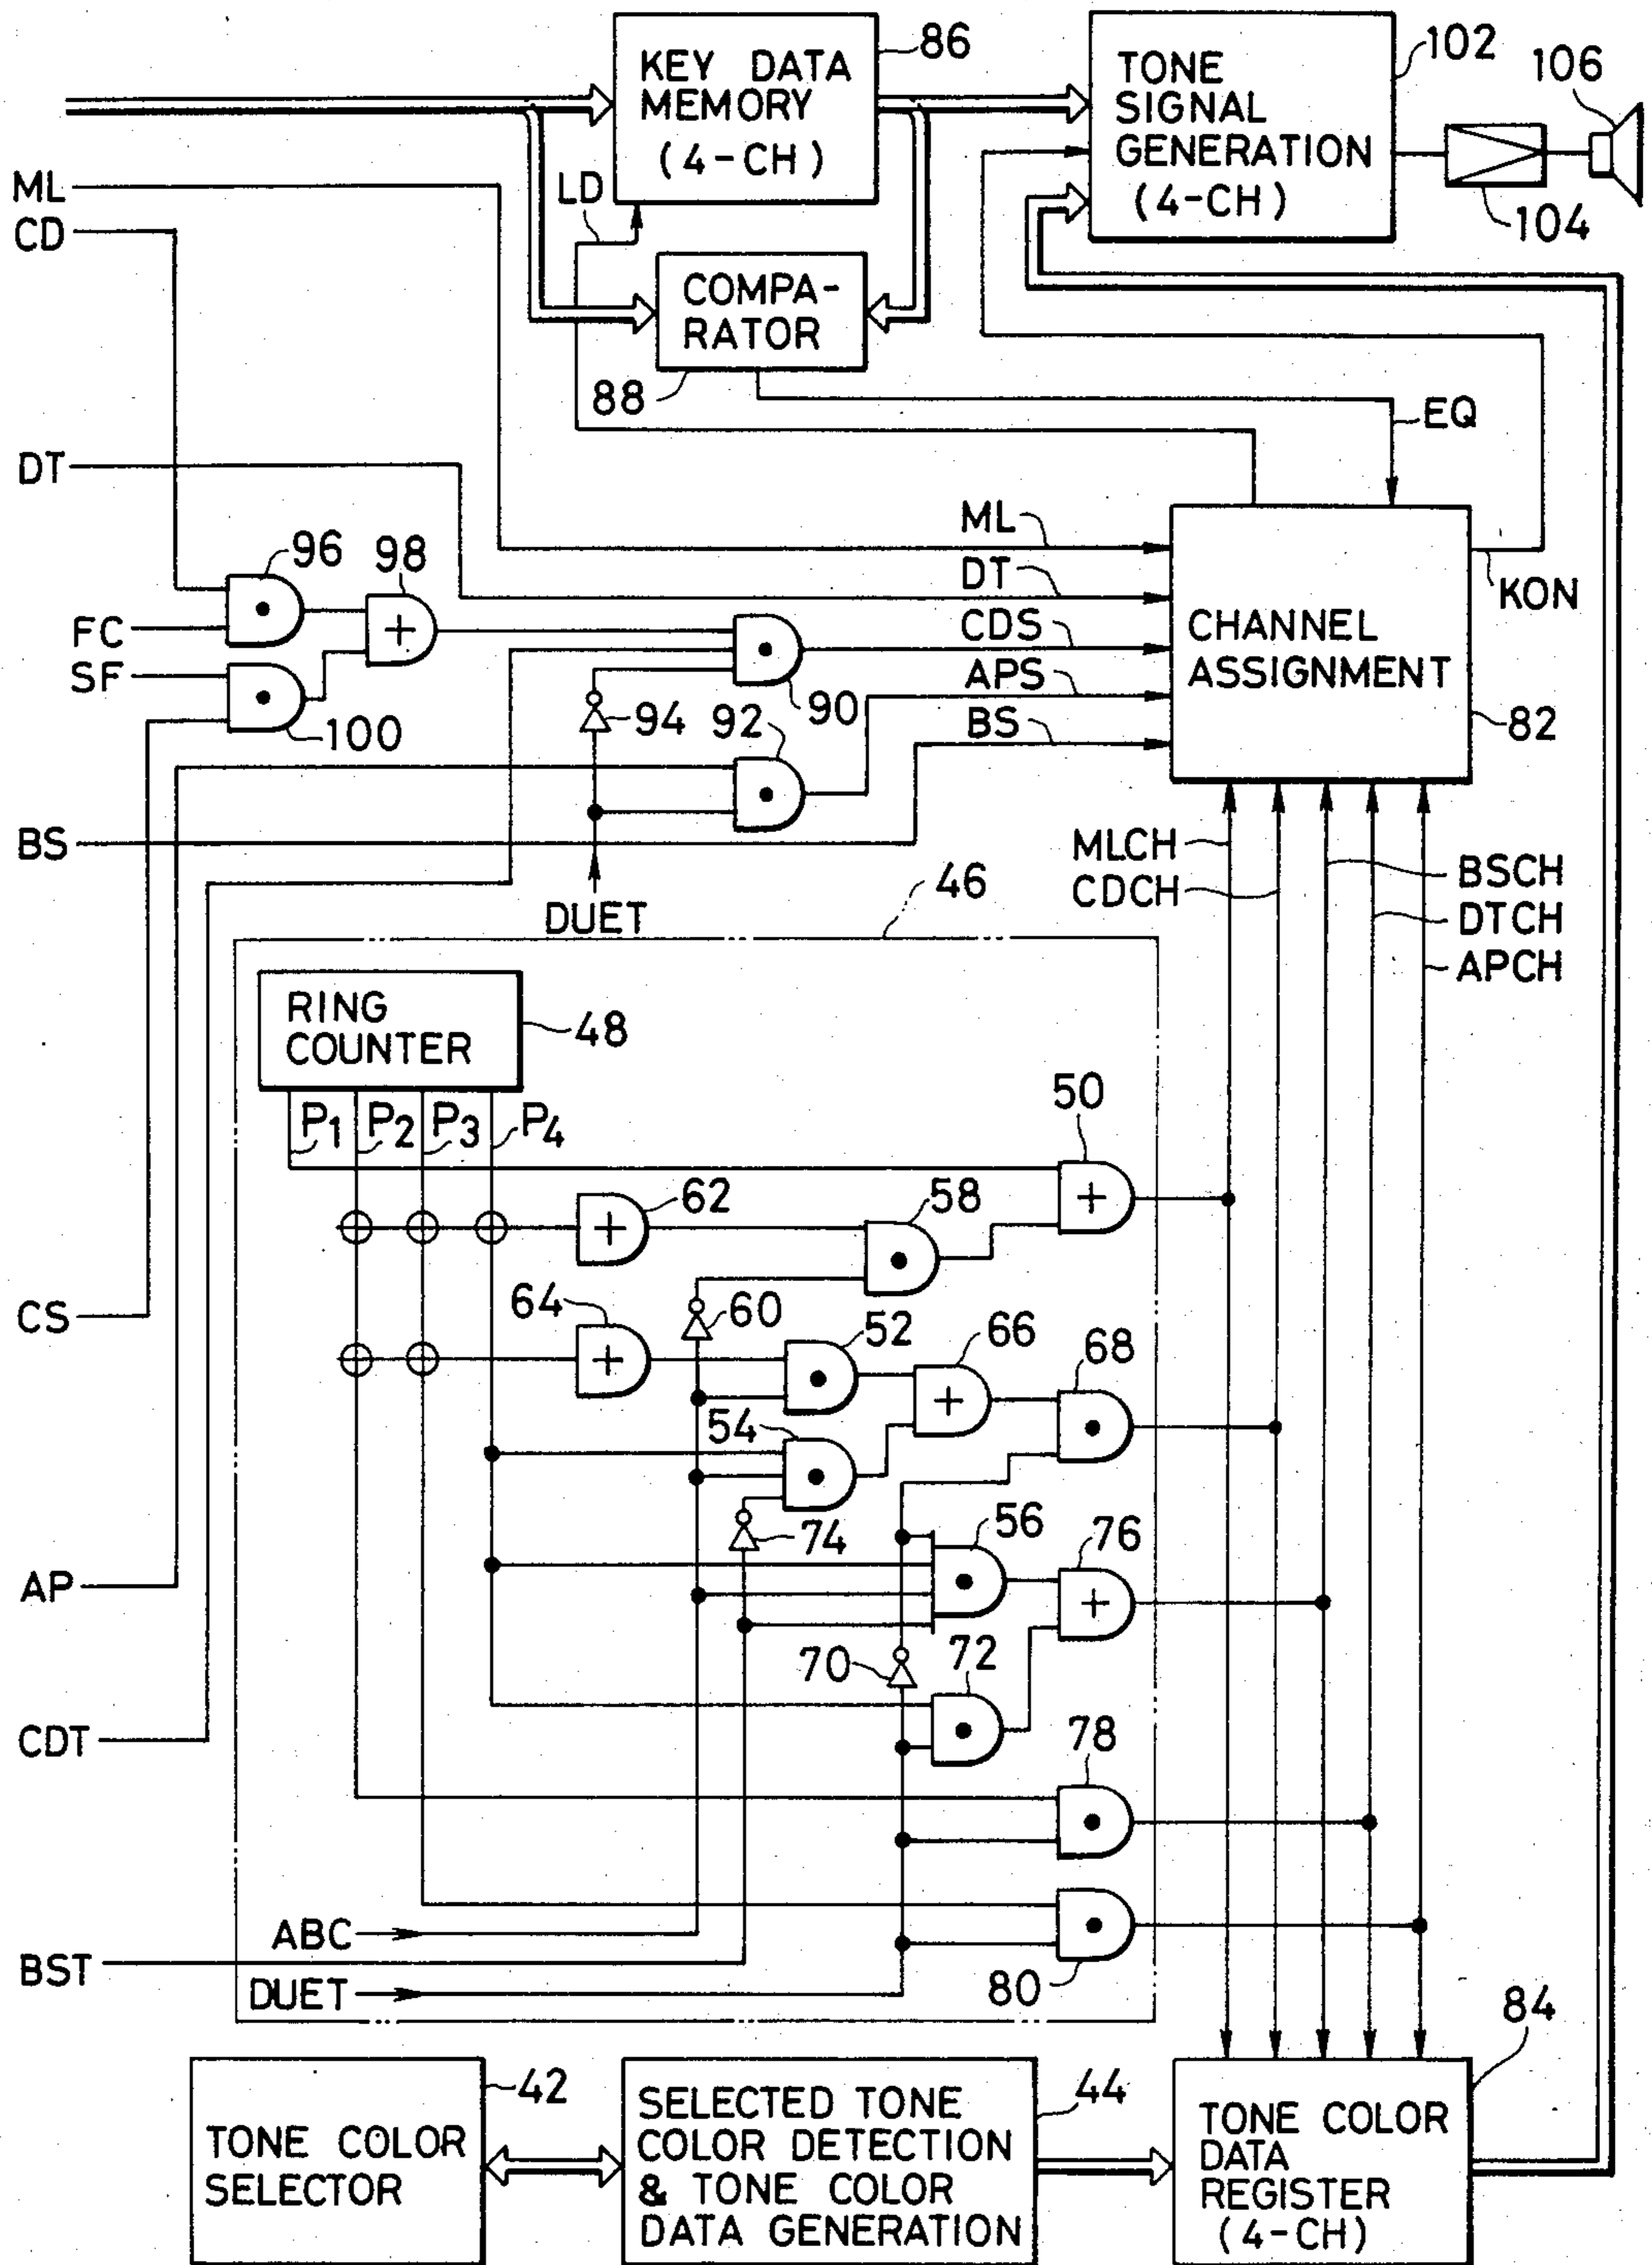 KEY DATA
MEMORY
(4-CH)
86
TONE
SIGNAL
GENERATION
(4-CH)
102
106
104
ML
CD
LD
COMPA-
RATOR
88
EQ
DT
ML
DT
CDS
APS
BS
CHANNEL
ASSIGNMENT
KON
82
96
98
FC
SF
100
94
92
90
BS
DUET
MLCH
CDCH
BSCH
DTCH
APCH
46
RING
COUNTER
48
P1
P2
P3
P4
50
62
58
CS
64
60
52
66
68
54
74
56
76
AP
70
72
CDT
78
ABC
BST
DUET
80
84
TONE COLOR
SELECTOR
42
SELECTED TONE
COLOR DETECTION
& TONE COLOR
DATA GENERATION
44
TONE COLOR
DATA
REGISTER
(4-CH)